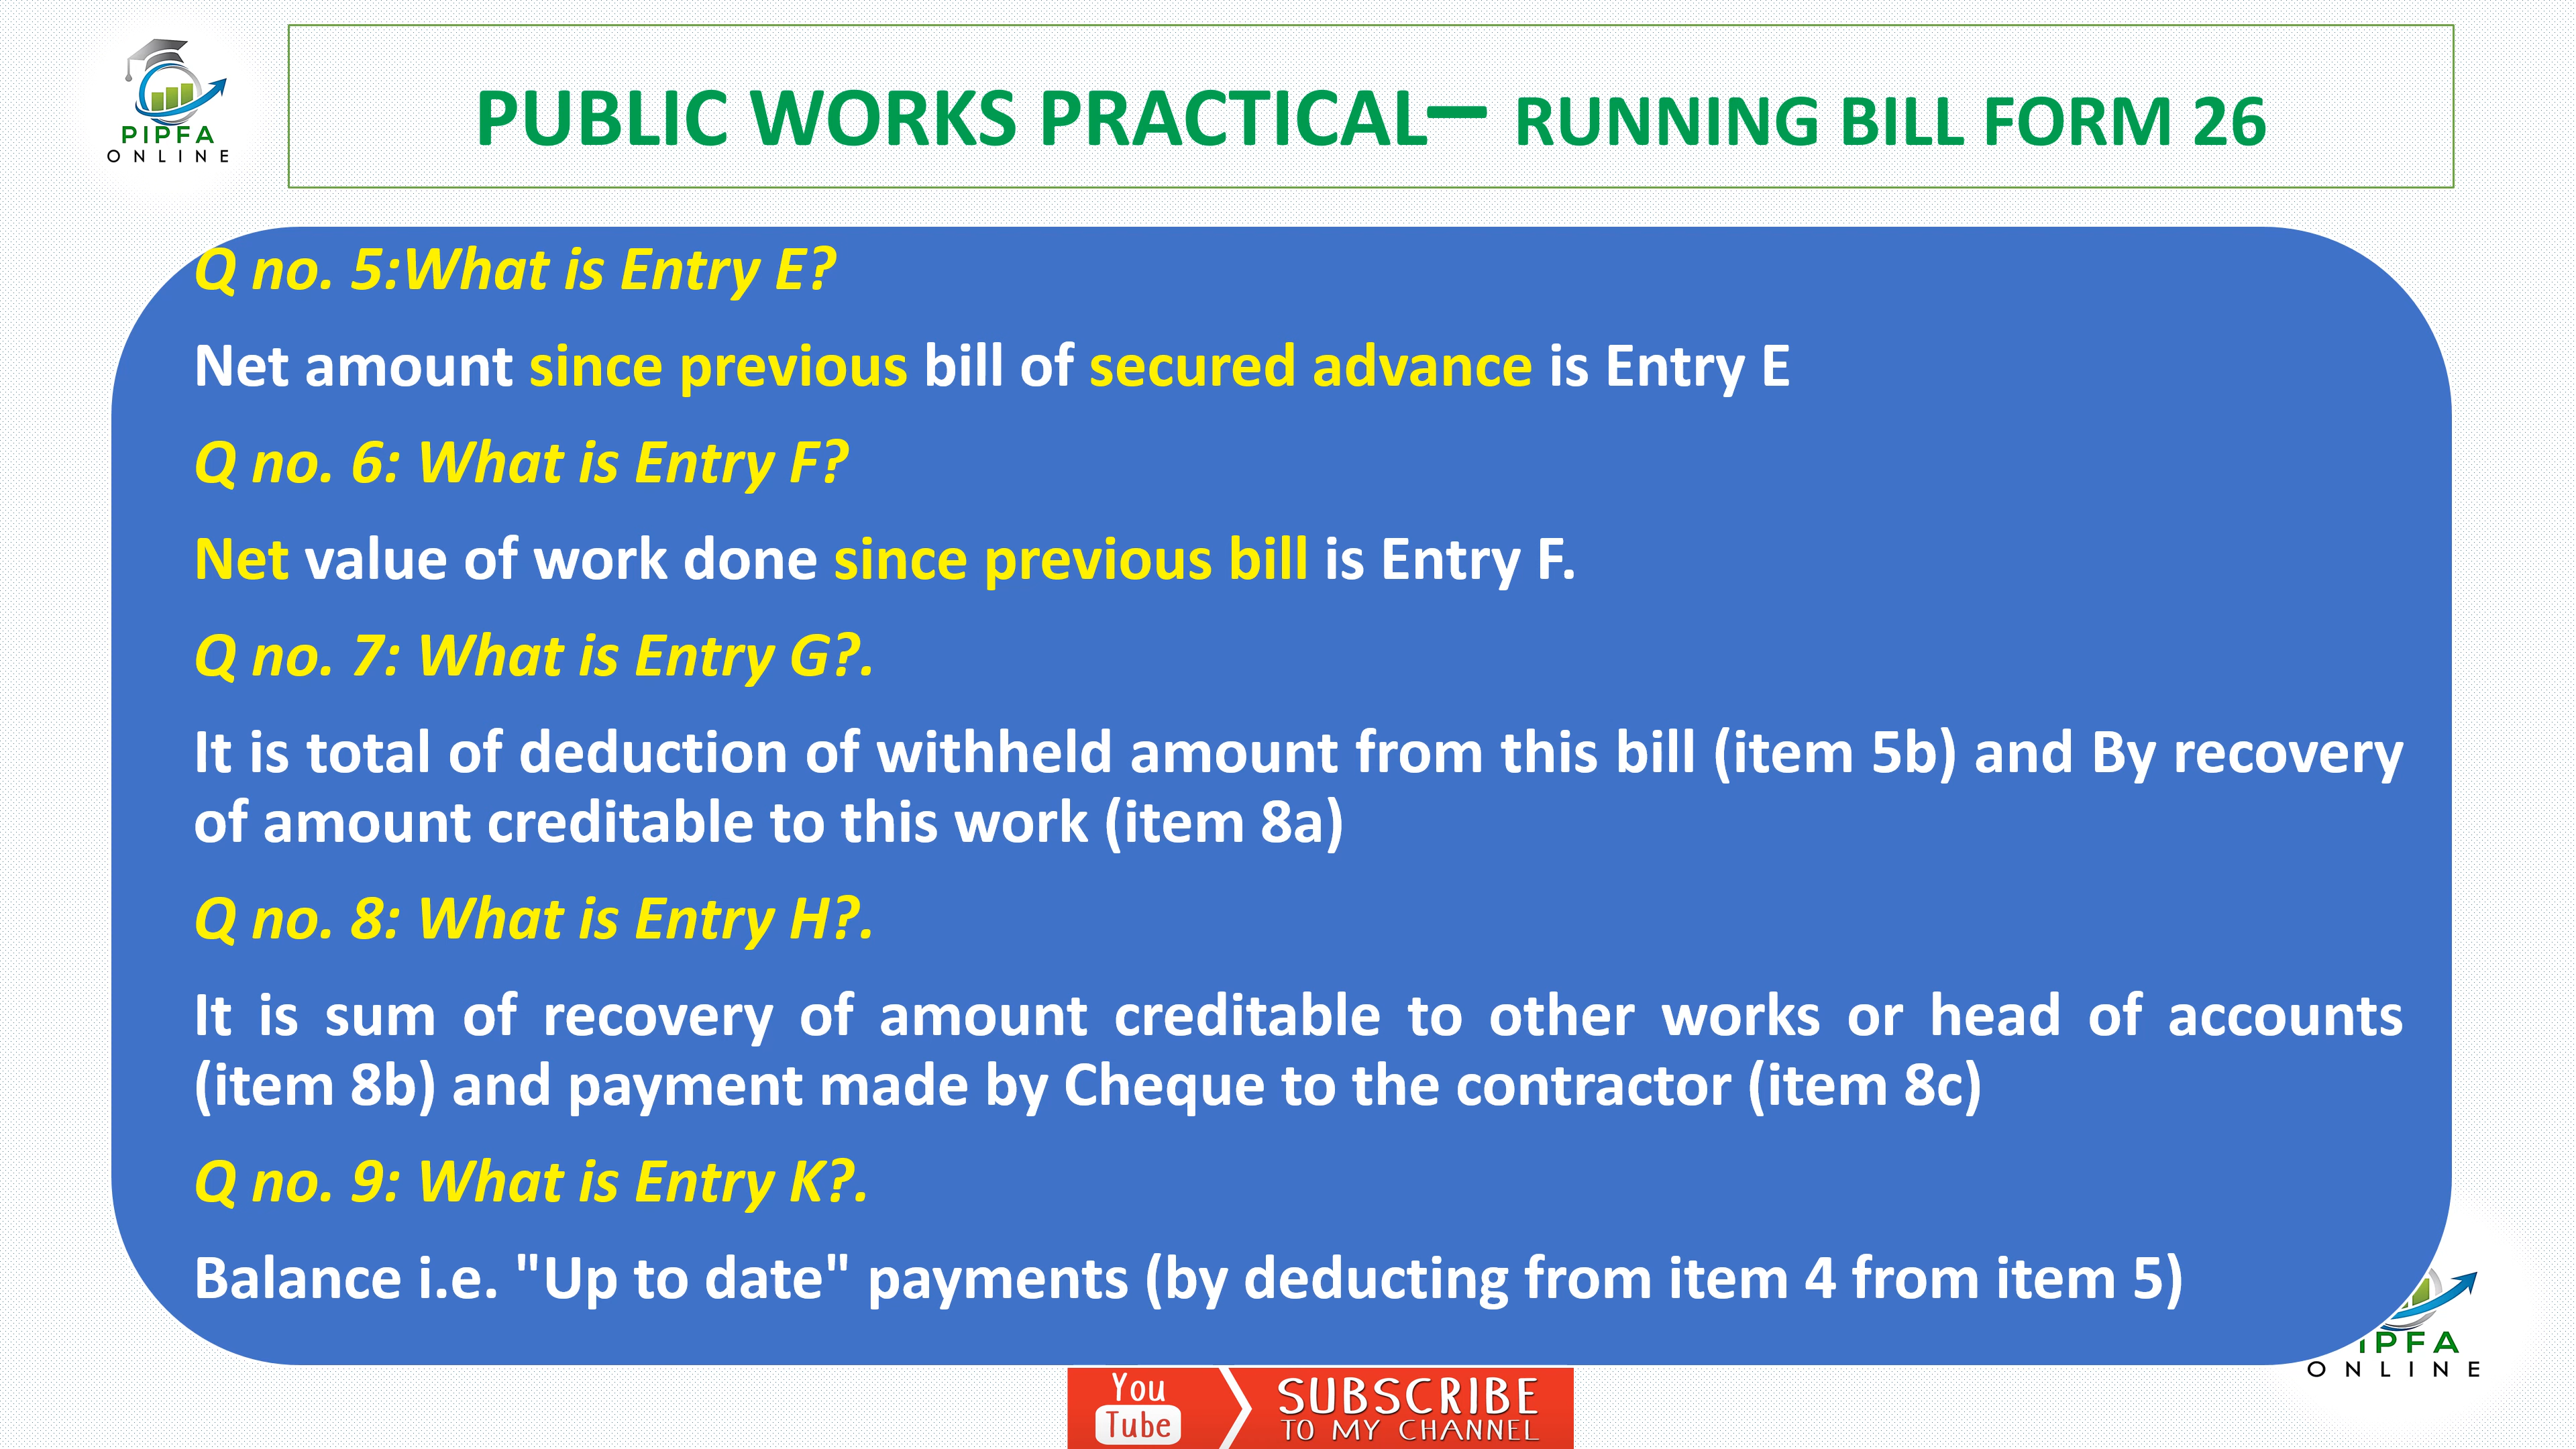 PIPFA
ONLINE
PUBLIC WORKS PRACTICAL– RUNNING BILL FORM 26
Q no. 5:What is Entry E?
Net amount since previous bill of secured advance is Entry E
Q no. 6: What is Entry F?
Net value of work done since previous bill is Entry F.
Q no. 7: What is Entry G?.
It is total of deduction of withheld amount from this bill (item 5b) and By recovery
of amount creditable to this work (item 8a)
Q no. 8: What is Entry H?.
It is sum of recovery of amount creditable to other works or head of accounts
(item 8b) and payment made by Cheque to the contractor (item 8c)
Q no. 9: What is Entry K?.
Balance i.e. "Up to date" payments (by deducting from item 4 from item 5)
IPFA
ONLINE
You
Tube
SUBSCRIBE
TO MY CHANNEL